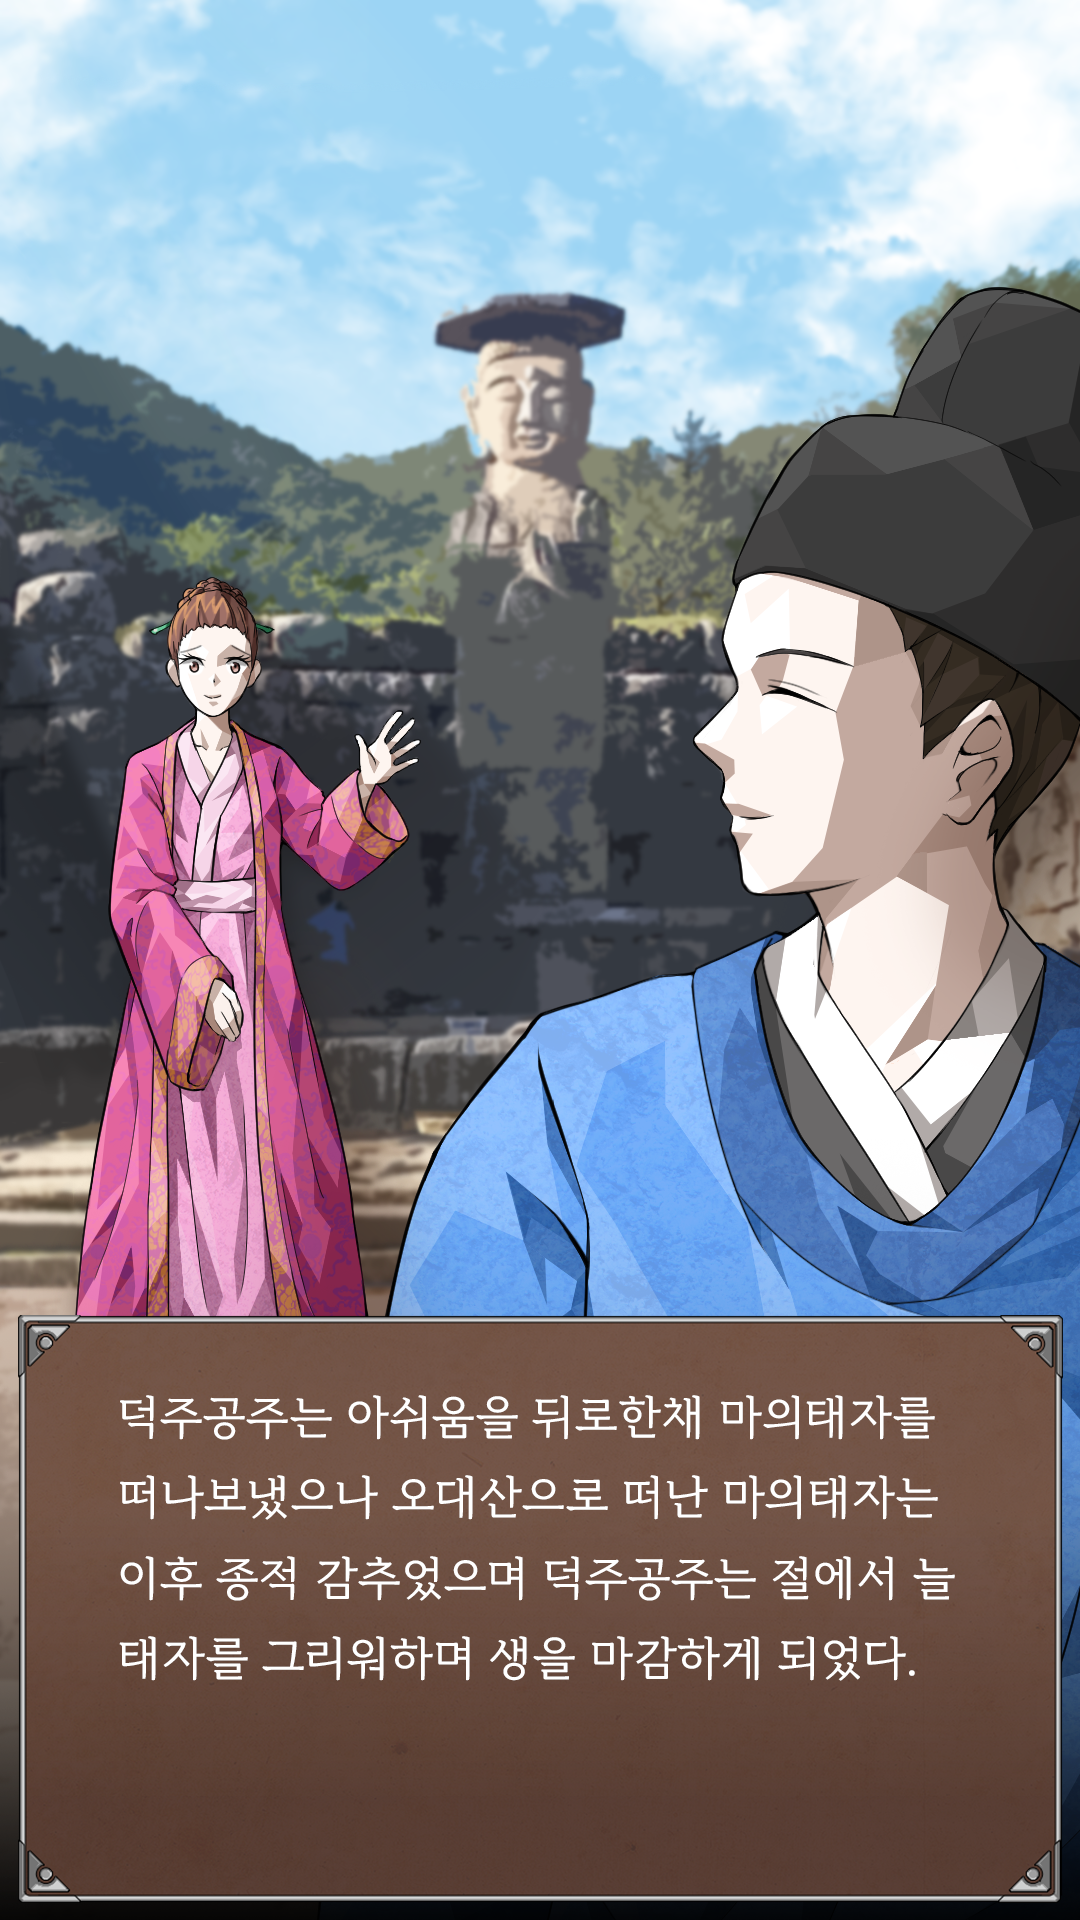 덕주공주는 아쉬움을 뒤로한채 마의태자를
떠나보냈으나 오대산으로 떠난 마의태자는
이후 종적 감추었으며 덕주공주는 절에서 늘
태자를 그리워하며 생을 마감하게 되었다.